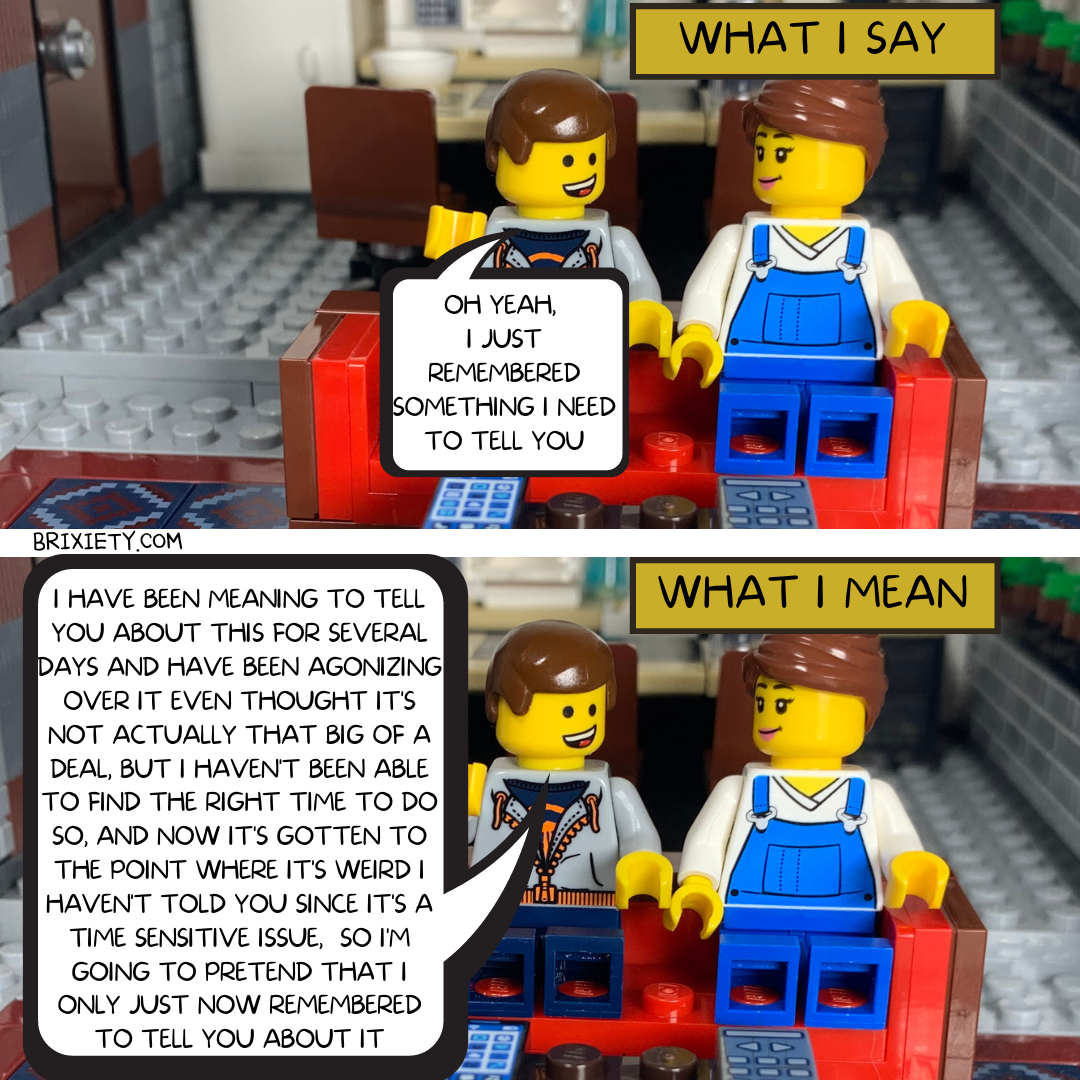 WHAT I SAY
OH YEAH,
I JUST
REMEMBERED
SOMETHING I NEED
TO TELL YOU
BRIXIETY.COM
WHAT I MEAN
I HAVE BEEN MEANING TO TELL
YOU ABOUT THIS FOR SEVERAL
DAYS AND HAVE BEEN AGONIZING
OVER IT EVEN THOUGHT IT'S
NOT ACTUALLY THAT BIG OF A
DEAL, BUT I HAVEN'T BEEN ABLE
TO FIND THE RIGHT TIME TO DO
SO, AND NOW IT'S GOTTEN TO
THE POINT WHERE IT'S WEIRD I
HAVEN'T TOLD YOU SINCE IT'S A
TIME SENSITIVE ISSUE, SO I'M
GOING TO PRETEND THAT I
ONLY JUST NOW REMEMBERED
TO TELL YOU ABOUT IT